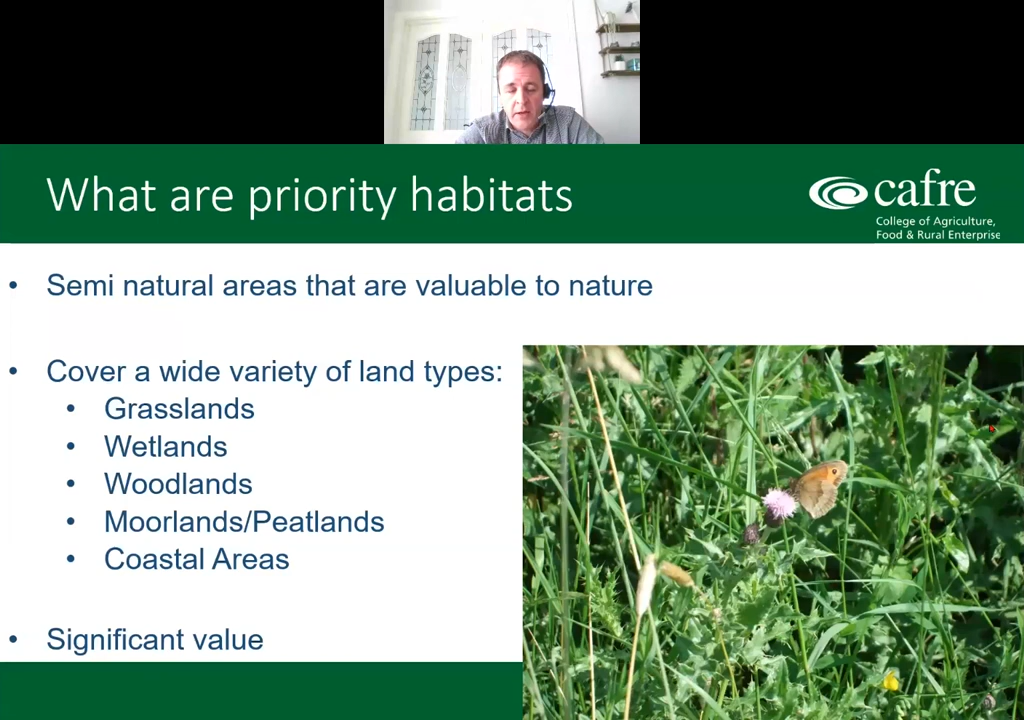 What are priority habitats
cafre
College of Agriculture,
Food & Rural Enterprise
• Semi natural areas that are valuable to nature
• Cover a wide variety of land types:
• Grasslands
• Wetlands
• Woodlands
• Moorlands/Peatlands
• Coastal Areas
• Significant value